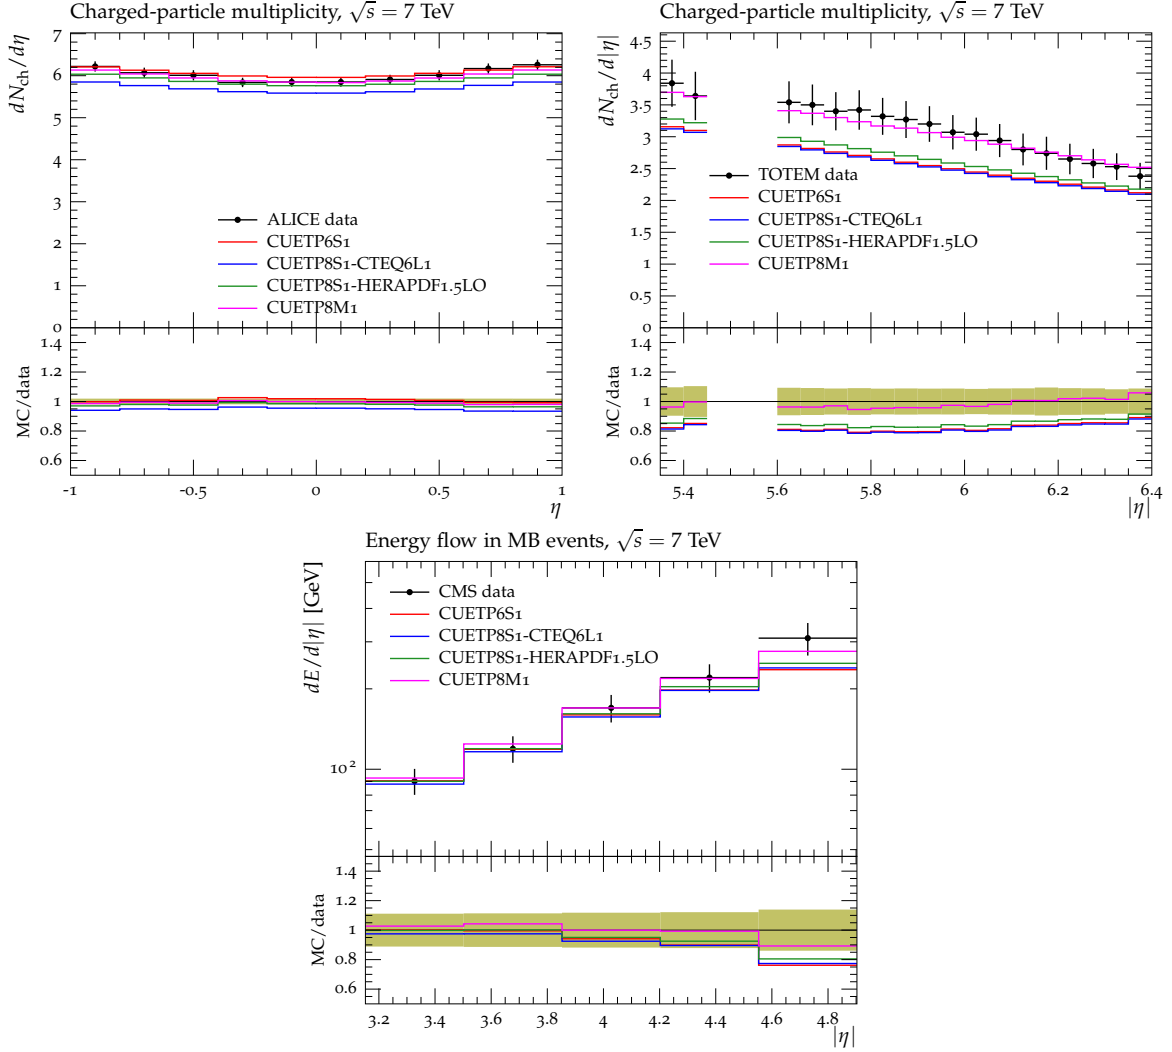 Charged-particle multiplicity, √s = 7 TeV
dN_ch/dη
7
6
5
4
3
2
1
0
ALICE data
CUETP6S1
CUETP8S1-CTEQ6L1
CUETP8S1-HERAPDF1.5LO
CUETP8M1
MC/data
1.4
1.2
1
0.8
0.6
-1
-0.5
0
0.5
1
η
Charged-particle multiplicity, √s = 7 TeV
dN_ch/d|η|
4.5
4
3.5
3
2.5
2
1.5
1
0.5
0
TOTEM data
CUETP6S1
CUETP8S1-CTEQ6L1
CUETP8S1-HERAPDF1.5LO
CUETP8M1
MC/data
1.4
1.2
1
0.8
0.6
5.4
5.6
5.8
6
6.2
6.4
|η|
Energy flow in MB events, √s = 7 TeV
dE/d|η| [GeV]
10²
CMS data
CUETP6S1
CUETP8S1-CTEQ6L1
CUETP8S1-HERAPDF1.5LO
CUETP8M1
MC/data
1.4
1.2
1
0.8
0.6
3.2
3.4
3.6
3.8
4
4.2
4.4
4.6
4.8
|η|